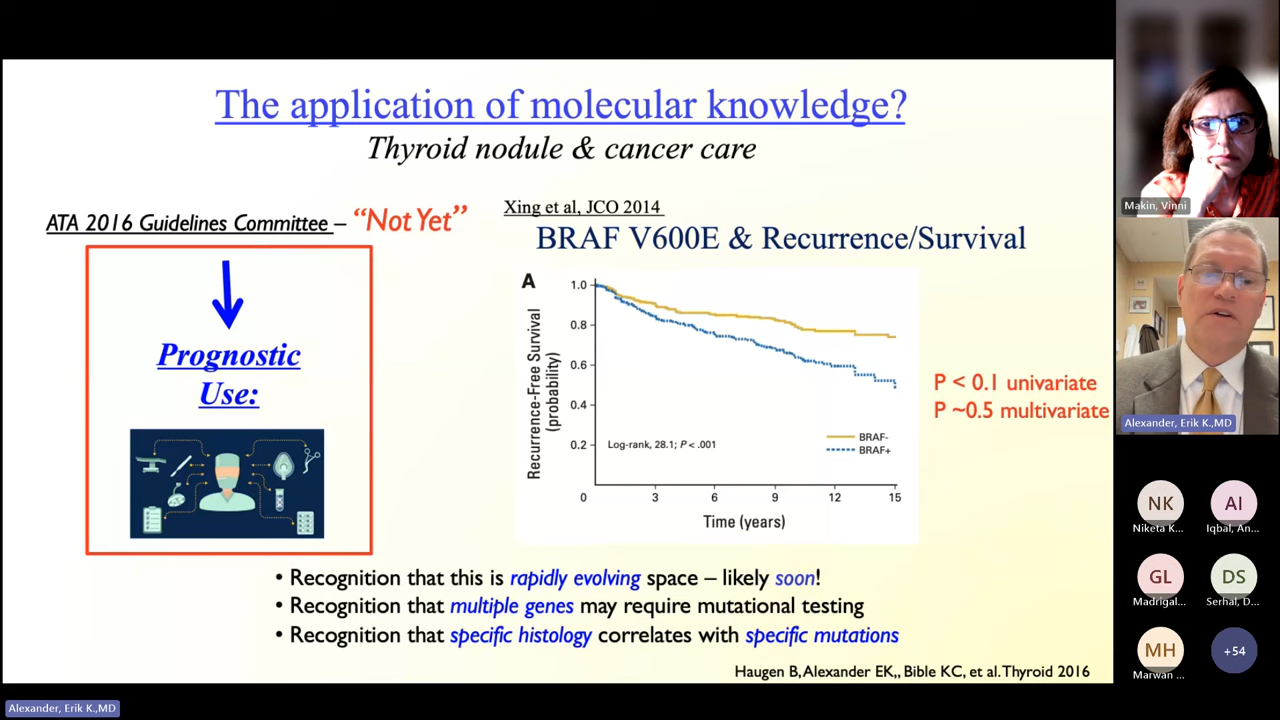 The application of molecular knowledge?
Thyroid nodule & cancer care
ATA 2016 Guidelines Committee – “Not Yet”
Prognostic
Use:
Xing et al, JCO 2014
BRAF V600E & Recurrence/Survival
A
Recurrence-Free Survival
(probability)
1.0
0.8
0.6
0.4
0.2
Log-rank, 28.1; P < .001
BRAF-
BRAF+
0 3 6 9 12 15
Time (years)
P < 0.1 univariate
P ~0.5 multivariate
• Recognition that this is rapidly evolving space – likely soon!
• Recognition that multiple genes may require mutational testing
• Recognition that specific histology correlates with specific mutations
Haugen B, Alexander EK,, Bible KC, et al. Thyroid 2016
Makin, Vinni
Alexander, Erik K.,MD
NK
Niketa K...
AI
Iqbal, An...
GL
Madrigal...
DS
Serhal, D...
MH
Marwan ...
+54
Alexander, Erik K.,MD